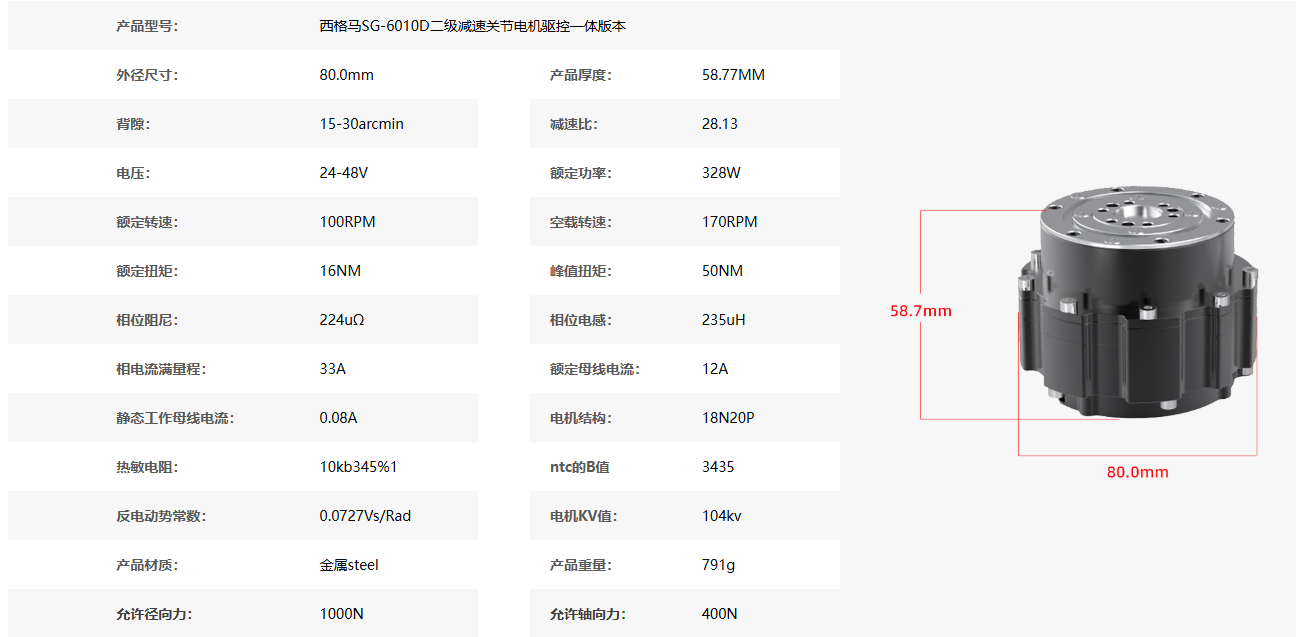 产品型号： 西格马SG-6010D二级减速关节电机驱控一体版本
外径尺寸： 80.0mm 产品厚度： 58.77MM
背隙： 15-30arcmin 减速比： 28.13
电压： 24-48V 额定功率： 328W
额定转速： 100RPM 空载转速： 170RPM
额定扭矩： 16NM 峰值扭矩： 50NM
相位阻尼： 224uΩ 相位电感： 235uH
相电流满量程： 33A 额定母线电流： 12A
静态工作母线电流： 0.08A 电机结构： 18N20P
热敏电阻： 10kb345%1 ntc的B值 3435
反电动势常数： 0.0727Vs/Rad 电机KV值： 104kv
产品材质： 金属steel 产品重量： 791g
允许径向力： 1000N 允许轴向力： 400N
58.7mm
80.0mm